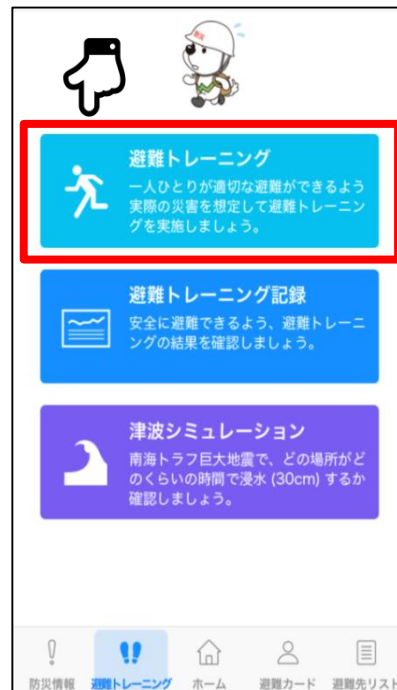 防災
避難トレーニング
一人ひとりが適切な避難ができるよう
実際の災害を想定して避難トレーニン
グを実施しましょう。
避難トレーニング記録
安全に避難できるよう、避難トレーニ
ングの結果を確認しましょう。
津波シミュレーション
南海トラフ巨大地震で、どの場所がど
のくらいの時間で浸水 (30cm) するか
確認しましょう。
防災情報 避難トレーニング ホーム 避難カード 避難先リスト